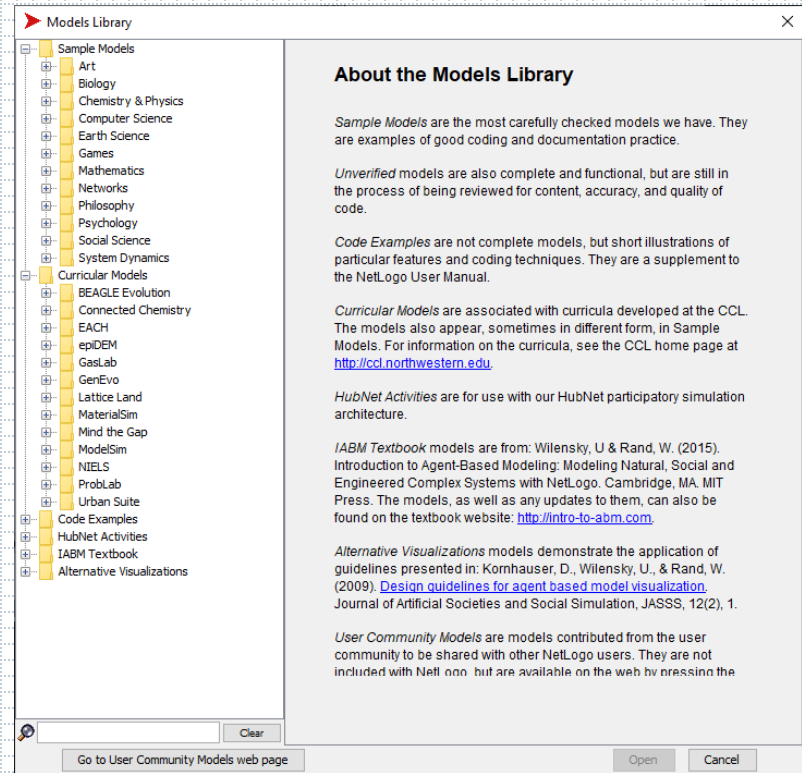 Models Library
Sample Models
Art
Biology
Chemistry & Physics
Computer Science
Earth Science
Games
Mathematics
Networks
Philosophy
Psychology
Social Science
System Dynamics
Curricular Models
BEAGLE Evolution
Connected Chemistry
EACH
epiDEM
GasLab
GenEvo
Lattice Land
MaterialSim
Mind the Gap
ModelSim
NIELS
ProbLab
Urban Suite
Code Examples
HubNet Activities
IABM Textbook
Alternative Visualizations
Clear
Go to User Community Models web page
About the Models Library
Sample Models are the most carefully checked models we have. They
are examples of good coding and documentation practice.
Unverified models are also complete and functional, but are still in
the process of being reviewed for content, accuracy, and quality of
code.
Code Examples are not complete models, but short illustrations of
particular features and coding techniques. They are a supplement to
the NetLogo User Manual.
Curricular Models are associated with curricula developed at the CCL.
The models also appear, sometimes in different form, in Sample
Models. For information on the curricula, see the CCL home page at
http://ccl.northwestern.edu.
HubNet Activities are for use with our HubNet participatory simulation
architecture.
IABM Textbook models are from: Wilensky, U & Rand, W. (2015).
Introduction to Agent-Based Modeling: Modeling Natural, Social and
Engineered Complex Systems with NetLogo. Cambridge, MA. MIT
Press. The models, as well as any updates to them, can also be
found on the textbook website: http://intro-to-abm.com.
Alternative Visualizations models demonstrate the application of
guidelines presented in: Kornhauser, D., Wilensky, U., & Rand, W.
(2009). Design guidelines for agent based model visualization.
Journal of Artificial Societies and Social Simulation, JASSS, 12(2), 1.
User Community Models are models contributed from the user
community to be shared with other NetLogo users. They are not
included with NetLogo, but are available on the web by pressing the
Open
Cancel